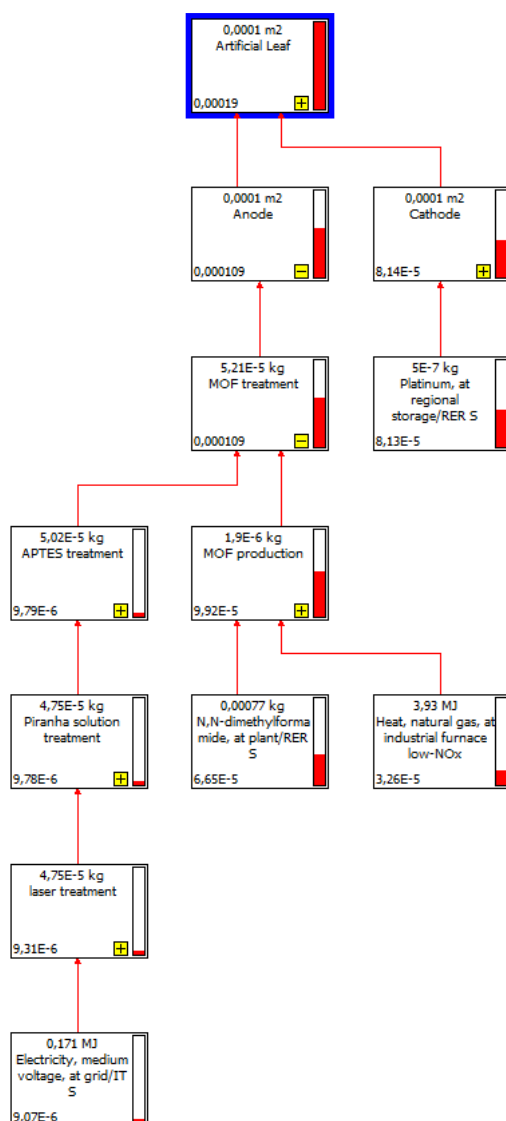 0,0001 m2
Artificial Leaf
0,00019
0,0001 m2
Anode
0,000109
0,0001 m2
Cathode
8,14E-5
5,21E-5 kg
MOF treatment
0,000109
5E-7 kg
Platinum, at
regional
storage/RER S
8,13E-5
5,02E-5 kg
APTES treatment
9,79E-6
1,9E-6 kg
MOF production
9,92E-5
4,75E-5 kg
Piranha solution
treatment
9,78E-6
0,00077 kg
N,N-dimethylforma
mide, at plant/RER
S
6,65E-5
3,93 MJ
Heat, natural gas, at
industrial furnace
low-NOx
3,26E-5
4,75E-5 kg
laser treatment
9,31E-6
0,171 MJ
Electricity, medium
voltage, at grid/IT
S
9,07E-6